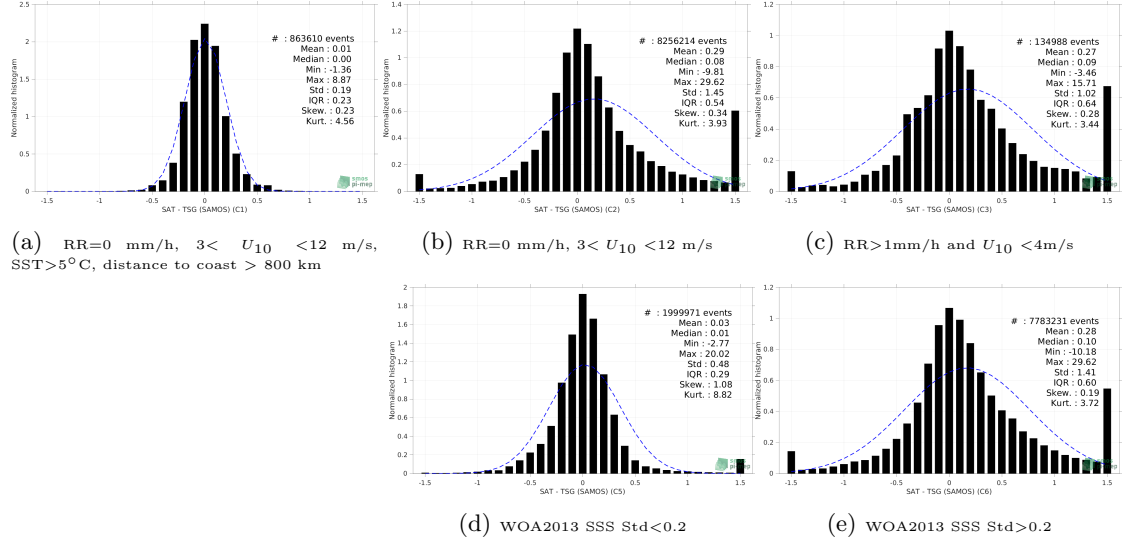 2.5
2
1.5
1
0.5
0
Normalized histogram
# : 863610 events
Mean : 0.01
Median : 0.00
Min : -1.36
Max : 8.87
Std : 0.19
IQR : 0.23
Skew. : 0.23
Kurt. : 4.56
smos
pi-mep
-1.5 -1 -0.5 0 0.5 1 1.5
SAT - TSG (SAMOS) (C1)
(a) RR=0 mm/h, 3< U10 <12 m/s,
SST>5°C, distance to coast > 800 km
1.4
1.2
1
0.8
0.6
0.4
0.2
0
Normalized histogram
# : 8256214 events
Mean : 0.29
Median : 0.08
Min : -9.81
Max : 29.62
Std : 1.45
IQR : 0.54
Skew. : 0.34
Kurt. : 3.93
smos
pi-mep
-1.5 -1 -0.5 0 0.5 1 1.5
SAT - TSG (SAMOS) (C2)
(b) RR=0 mm/h, 3< U10 <12 m/s
1.2
1
0.8
0.6
0.4
0.2
0
Normalized histogram
# : 134988 events
Mean : 0.27
Median : 0.09
Min : -3.46
Max : 15.71
Std : 1.02
IQR : 0.64
Skew. : 0.28
Kurt. : 3.44
smos
pi-mep
-1.5 -1 -0.5 0 0.5 1 1.5
SAT - TSG (SAMOS) (C3)
(c) RR>1mm/h and U10 <4m/s
2
1.8
1.6
1.4
1.2
1
0.8
0.6
0.4
0.2
0
Normalized histogram
# : 1999971 events
Mean : 0.03
Median : 0.01
Min : -2.77
Max : 20.02
Std : 0.48
IQR : 0.29
Skew. : 1.08
Kurt. : 8.82
smos
pi-mep
-1.5 -1 -0.5 0 0.5 1 1.5
SAT - TSG (SAMOS) (C5)
(d) WOA2013 SSS Std<0.2
1.2
1
0.8
0.6
0.4
0.2
0
Normalized histogram
# : 7783231 events
Mean : 0.28
Median : 0.10
Min : -10.18
Max : 29.62
Std : 1.41
IQR : 0.60
Skew. : 0.19
Kurt. : 3.72
smos
pi-mep
-1.5 -1 -0.5 0 0.5 1 1.5
SAT - TSG (SAMOS) (C6)
(e) WOA2013 SSS Std>0.2